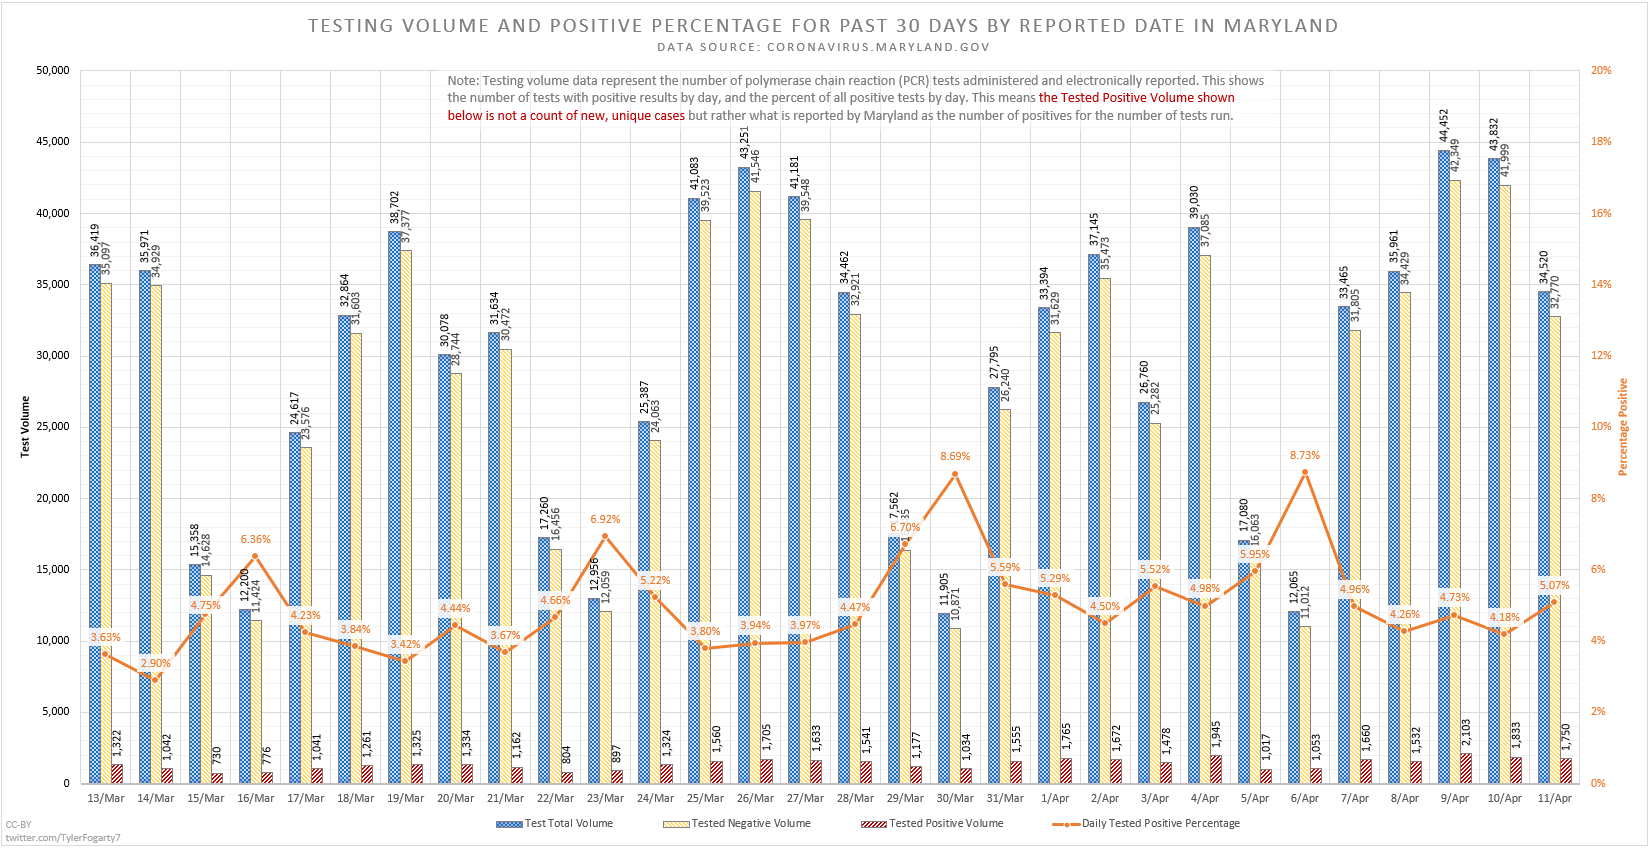 TESTING VOLUME AND POSITIVE PERCENTAGE FOR PAST 30 DAYS BY REPORTED DATE IN MARYLAND
DATA SOURCE: CORONAVIRUS.MARYLAND.GOV
Note: Testing volume data represent the number of polymerase chain reaction (PCR) tests administered and electronically reported. This shows
the number of tests with positive results by day, and the percent of all positive tests by day. This means the Tested Positive Volume shown
below is not a count of new, unique cases but rather what is reported by Maryland as the number of positives for the number of tests run.
Test Volume
50,000
45,000
40,000
35,000
30,000
25,000
20,000
15,000
10,000
5,000
0
Percentage Positive
20%
18%
16%
14%
12%
10%
8%
6%
4%
2%
0%
36,419 35,097 3.63% 1,322
35,971 34,929 2.90% 1,042
15,358 14,628 4.75% 730
12,200 11,424 6.36% 776
24,617 23,576 4.23% 1,041
32,864 31,603 3.84% 1,261
38,702 37,377 3.42% 1,325
30,078 28,744 4.44% 1,334
31,634 30,472 3.67% 1,162
17,260 16,456 4.66% 804
12,956 12,059 6.92% 897
25,387 24,063 5.22% 1,324
41,083 39,523 3.80% 1,560
43,251 41,546 3.94% 1,705
41,181 39,548 3.97% 1,633
34,462 32,921 4.47% 1,541
6.70% 1,177
11,905 10,871 8.69% 1,034
27,795 26,240 5.59% 1,555
33,394 31,629 5.29% 1,765
37,145 35,473 4.50% 1,672
26,760 25,282 5.52% 1,478
39,030 37,085 4.98% 1,945
17,080 16,063 5.95% 1,017
12,065 11,012 8.73% 1,053
33,465 31,805 4.96% 1,660
35,961 34,429 4.26% 1,532
44,452 42,349 4.73% 2,103
43,832 41,999 4.18% 1,833
34,520 32,770 5.07% 1,750
13/Mar 14/Mar 15/Mar 16/Mar 17/Mar 18/Mar 19/Mar 20/Mar 21/Mar 22/Mar 23/Mar 24/Mar 25/Mar 26/Mar 27/Mar 28/Mar 29/Mar 30/Mar 31/Mar 1/Apr 2/Apr 3/Apr 4/Apr 5/Apr 6/Apr 7/Apr 8/Apr 9/Apr 10/Apr 11/Apr
Test Total Volume Tested Negative Volume Tested Positive Volume Daily Tested Positive Percentage
CC-BY
twitter.com/TylerFogarty7